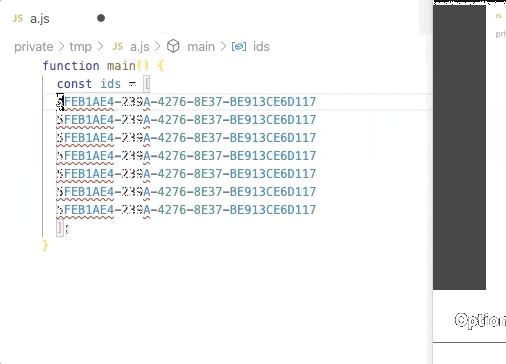 JS a.js
private > tmp > JS a.js > main > ids
function main() {
const ids = [
5FEB1AE4-239A-4276-8E37-BE913CE6D117
5FEB1AE4-239A-4276-8E37-BE913CE6D117
5FEB1AE4-239A-4276-8E37-BE913CE6D117
5FEB1AE4-239A-4276-8E37-BE913CE6D117
5FEB1AE4-239A-4276-8E37-BE913CE6D117
5FEB1AE4-239A-4276-8E37-BE913CE6D117
5FEB1AE4-239A-4276-8E37-BE913CE6D117
];
}
JS
Option